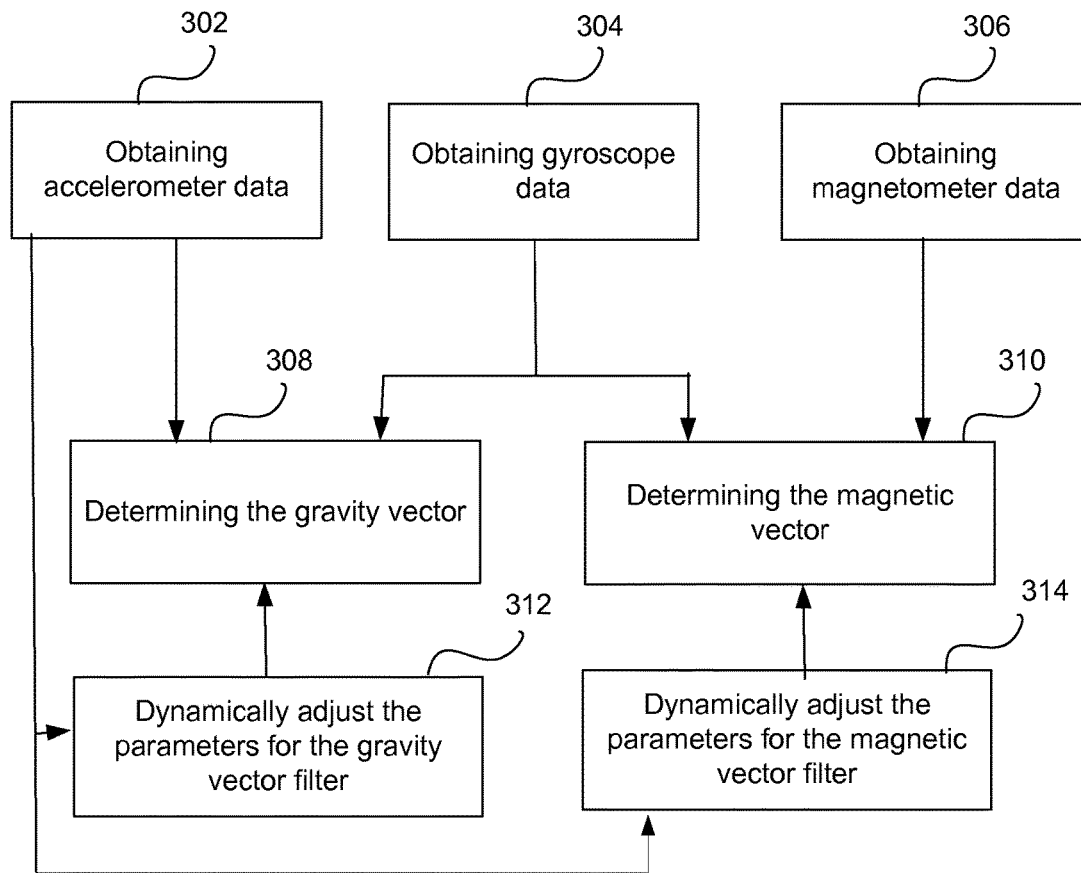 302
304
306
Obtaining
accelerometer data
Obtaining gyroscope
data
Obtaining
magnetometer data
308
310
Determining the gravity vector
Determining the magnetic
vector
312
314
Dynamically adjust the
parameters for the gravity
vector filter
Dynamically adjust the
parameters for the magnetic
vector filter